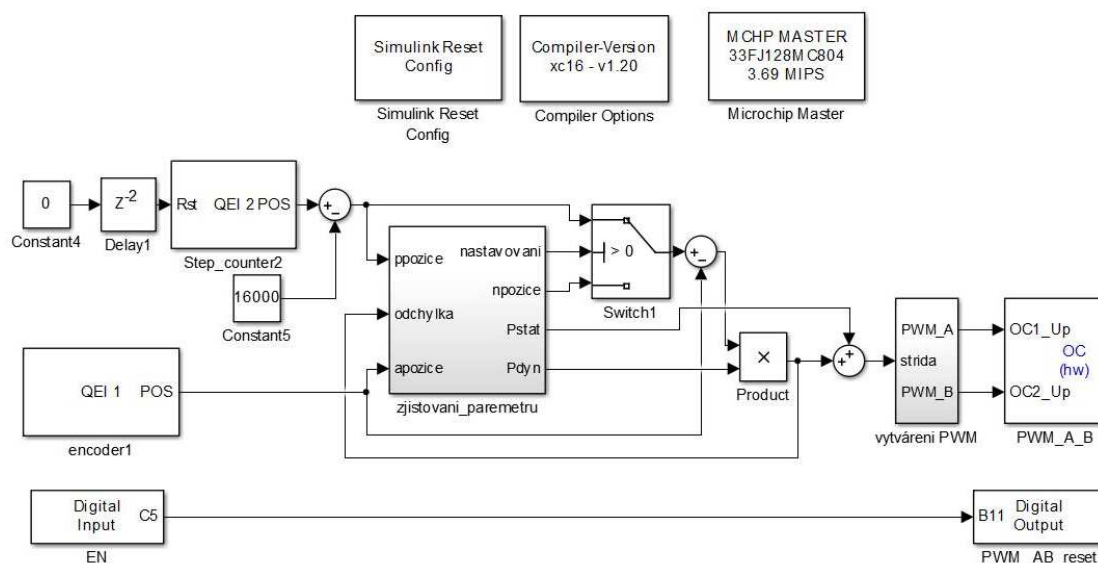 Simulink Reset
Config
Simulink Reset
Config
Compiler-Version
xc16 - v1.20
Compiler Options
MCHP MASTER
33FJ128MC804
3.69 MIPS
Microchip Master
0
Constant4
Z-2
Delay1
Rst QEI 2 POS
Step_counter2
+
−
16000
Constant5
ppozice
odchylka
apozice
nastavovani
npozice
Pstat
Pdyn
zjistovani_paremetru
> 0
Switch1
+
−
×
Product
+
+
strida
PWM_A
PWM_B
vytváreni PWM
OC1_Up
OC
(hw)
OC2_Up
PWM_A_B
QEI 1 POS
encoder1
Digital
Input
C5
EN
B11
Digital
Output
PWM_AB_reset